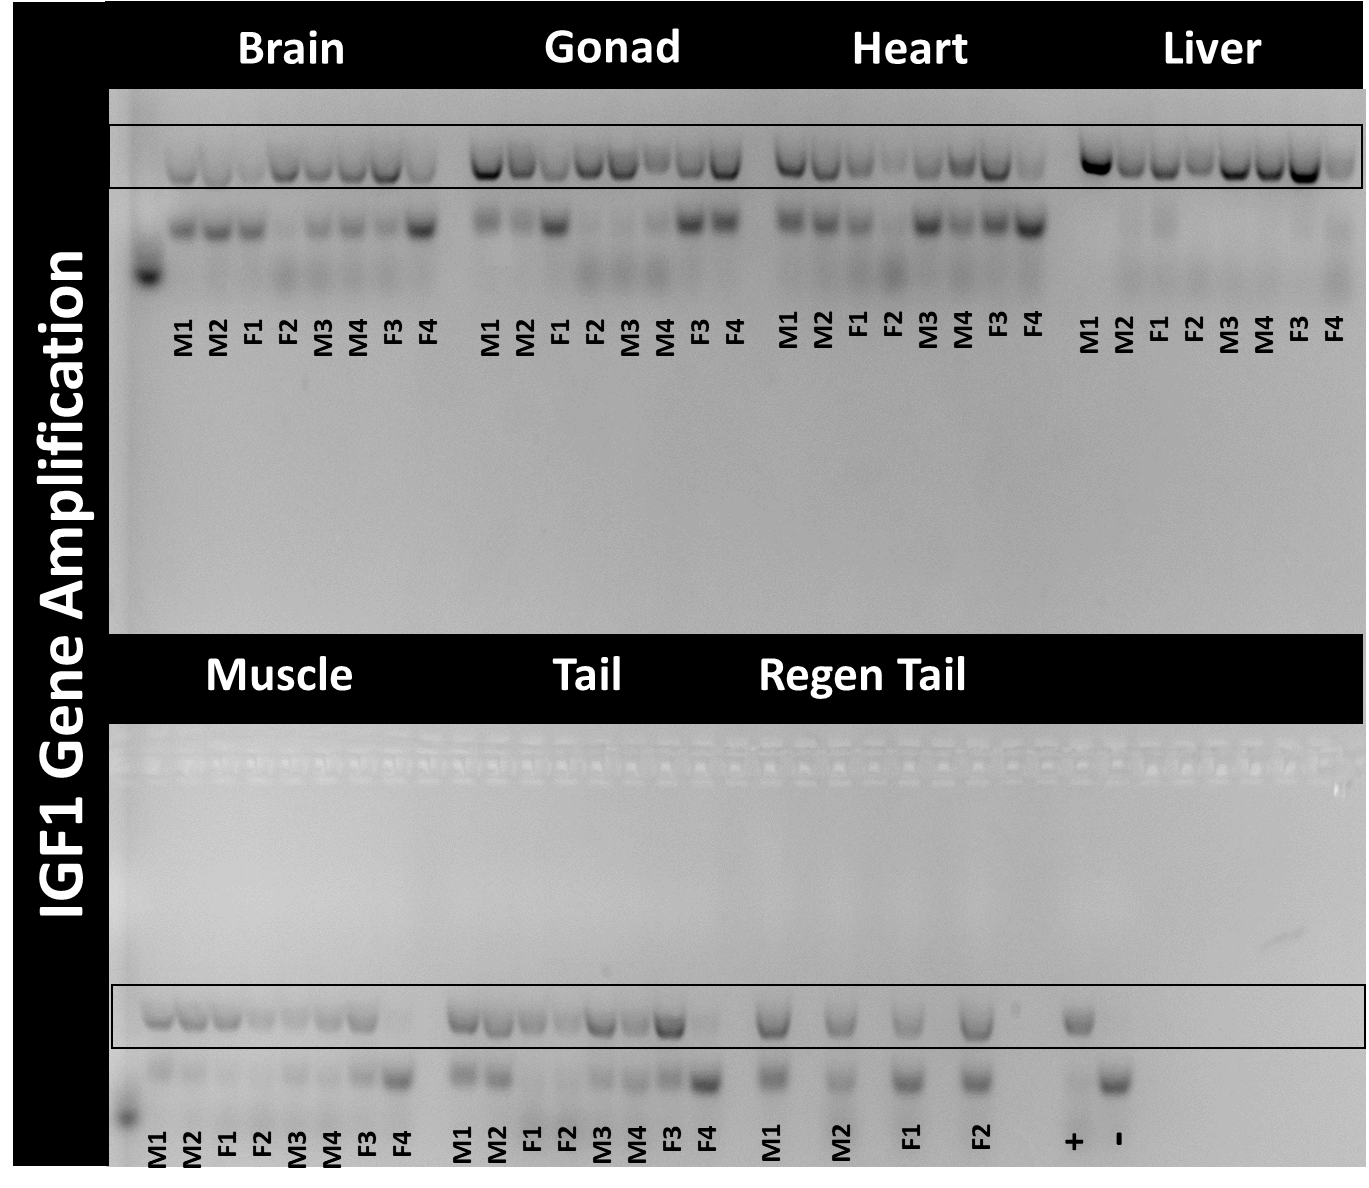 IGF1 Gene Amplification
Brain Gonad Heart Liver
M1 M2 F1 F2 M3 M4 F3 F4 M1 M2 F1 F2 M3 M4 F3 F4 M1 M2 F1 F2 M3 M4 F3 F4 M1 M2 F1 F2 M3 M4 F3 F4
Muscle Tail Regen Tail
M1 M2 F1 F2 M3 M4 F3 F4 M1 M2 F1 F2 M3 M4 F3 F4 M1 M2 F1 F2 + -